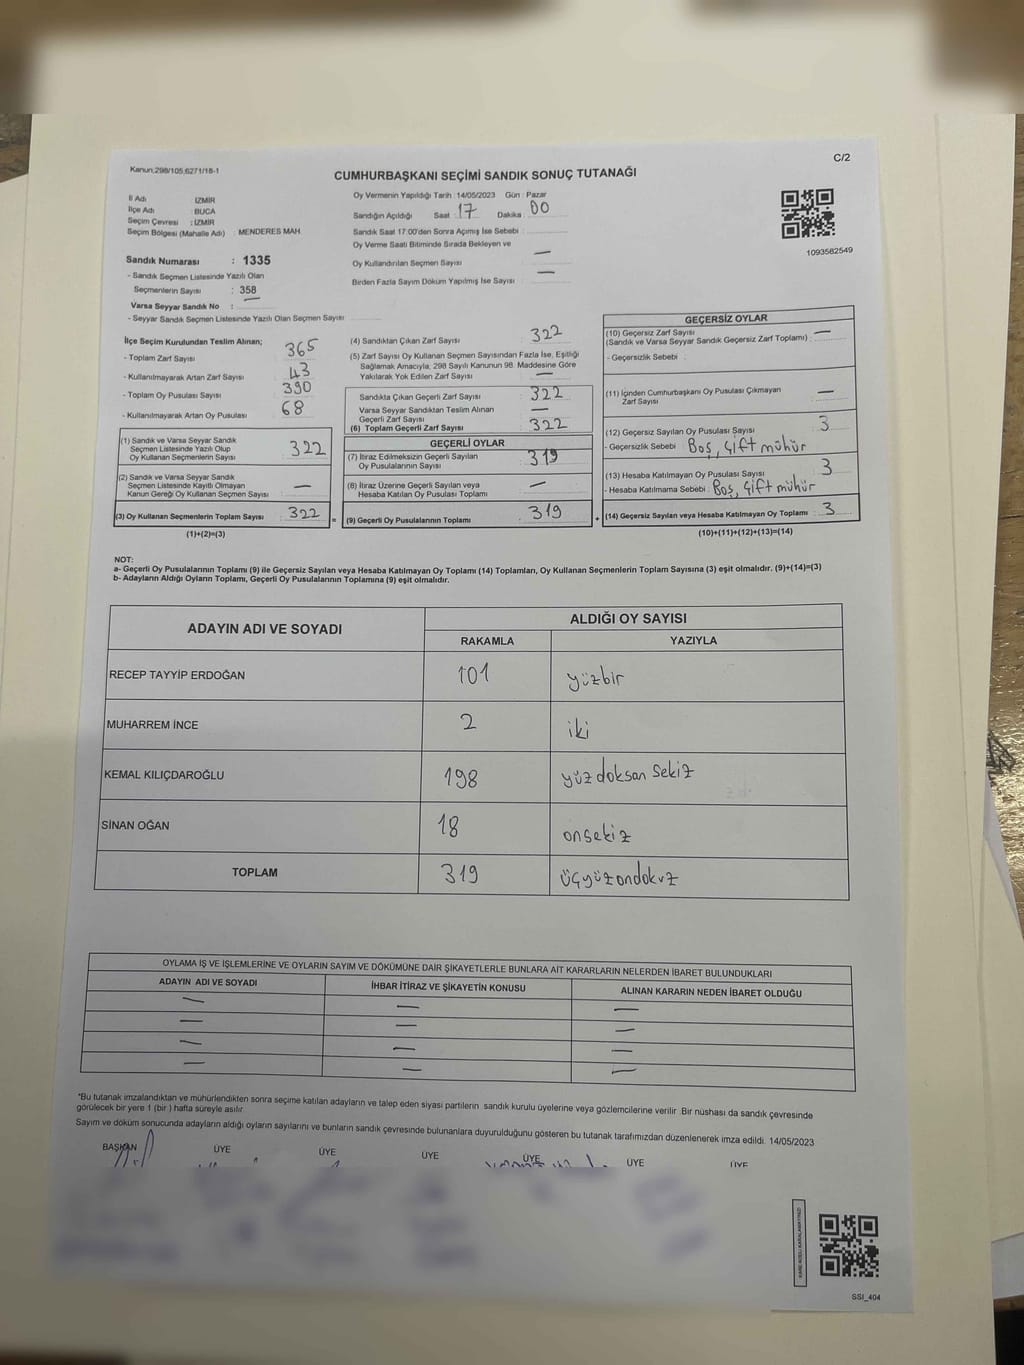 C/2
Kanun;298/105,6271/18-1
CUMHURBAŞKANI SEÇİMİ SANDIK SONUÇ TUTANAĞI
İl Adı : İZMİR
İlçe Adı : BUCA
Seçim Çevresi : İZMİR
Seçim Bölgesi (Mahalle Adı) : MENDERES MAH.
Sandık Numarası : 1335
- Sandık Seçmen Listesinde Yazılı Olan
Seçmenlerin Sayısı : 358
Varsa Seyyar Sandık No : —
- Seyyar Sandık Seçmen Listesinde Yazılı Olan Seçmen Sayısı
Oy Vermenin Yapıldığı Tarih : 14/05/2023 Gün : Pazar
Sandığın Açıldığı Saat : 17 Dakika : 00
Sandık Saat 17:00'den Sonra Açımış İse Sebebi :
Oy Verme Saati Bitiminde Sırada Bekleyen ve
Oy Kullandırılan Seçmen Sayısı —
Birden Fazla Sayım Döküm Yapılmış İse Sayısı : —
1093582549
İlçe Seçim Kurulundan Teslim Alınan;
- Toplam Zarf Sayısı 365
- Kullanılmayarak Artan Zarf Sayısı 43
- Toplam Oy Pusulası Sayısı 390
- Kullanılmayarak Artan Oy Pusulası 68
(1) Sandık ve Varsa Seyyar Sandık
Seçmen Listesinde Yazılı Olup
Oy Kullanan Seçmenlerin Sayısı 322
(2) Sandık ve Varsa Seyyar Sandık
Seçmen Listesinde Kayıtlı Olmayan
Kanun Gereği Oy Kullanan Seçmen Sayısı —
(3) Oy Kullanan Seçmenlerin Toplam Sayısı 322 =
(1)+(2)=(3)
(4) Sandıktan Çıkan Zarf Sayısı 322
(5) Zarf Sayısı Oy Kullanan Seçmen Sayısından Fazla İse, Eşitliği
Sağlamak Amacıyla, 298 Sayılı Kanunun 98. Maddesine Göre
Yakılarak Yok Edilen Zarf Sayısı —
Sandıkta Çıkan Geçerli Zarf Sayısı 322
Varsa Seyyar Sandıktan Teslim Alınan
Geçerli Zarf Sayısı —
(6) Toplam Geçerli Zarf Sayısı 322
GEÇERLİ OYLAR
(7) İtiraz Edilmeksizin Geçerli Sayılan
Oy Pusulalarının Sayısı 319
(8) İtiraz Üzerine Geçerli Sayılan veya
Hesaba Katılan Oy Pusulası Toplamı —
(9) Geçerli Oy Pusulalarının Toplamı 319 +
GEÇERSİZ OYLAR
(10) Geçersiz Zarf Sayısı
(Sandık ve Varsa Seyyar Sandık Geçersiz Zarf Toplamı) : —
- Geçersizlik Sebebi :
(11) İçinden Cumhurbaşkanı Oy Pusulası Çıkmayan
Zarf Sayısı —
(12) Geçersiz Sayılan Oy Pusulası Sayısı 3
- Geçersizlik Sebebi : Boş, çift mühür
(13) Hesaba Katılmayan Oy Pusulası Sayısı 3
- Hesaba Katılmama Sebebi : Boş, çift mühür
(14) Geçersiz Sayılan veya Hesaba Katılmayan Oy Toplamı : 3
(10)+(11)+(12)+(13)=(14)
NOT:
a- Geçerli Oy Pusulalarının Toplamı (9) ile Geçersiz Sayılan veya Hesaba Katılmayan Oy Toplamı (14) Toplamları, Oy Kullanan Seçmenlerin Toplam Sayısına (3) eşit olmalıdır. (9)+(14)=(3)
b- Adayların Aldığı Oyların Toplamı, Geçerli Oy Pusulalarının Toplamına (9) eşit olmalıdır.
ADAYIN ADI VE SOYADI ALDIĞI OY SAYISI
RAKAMLA YAZIYLA
RECEP TAYYİP ERDOĞAN 101 yüzbir
MUHARREM İNCE 2 iki
KEMAL KILIÇDAROĞLU 198 yüz doksan sekiz
SİNAN OĞAN 18 onsekiz
TOPLAM 319 üçyüzondokuz
OYLAMA İŞ VE İŞLEMLERİNE VE OYLARIN SAYIM VE DÖKÜMÜNE DAİR ŞİKAYETLERLE BUNLARA AİT KARARLARIN NELERDEN İBARET BULUNDUKLARI
ADAYIN ADI VE SOYADI İHBAR İTİRAZ VE ŞİKAYETİN KONUSU ALINAN KARARIN NEDEN İBARET OLDUĞU
— — —
— — —
— — —
— — —
*Bu tutanak imzalandıktan ve mühürlendikten sonra seçime katılan adayların ve talep eden siyasi partilerin sandık kurulu üyelerine veya gözlemcilerine verilir. Bir nüshası da sandık çevresinde
görülecek bir yere 1 (bir) hafta süreyle asılır.
Sayım ve döküm sonucunda adayların aldığı oyların sayılarını ve bunların sandık çevresinde bulunanlara duyurulduğunu gösteren bu tutanak tarafımızdan düzenlenerek imza edildi. 14/05/2023
BAŞKAN ÜYE ÜYE ÜYE ÜYE ÜYE ÜYE
SSI_404